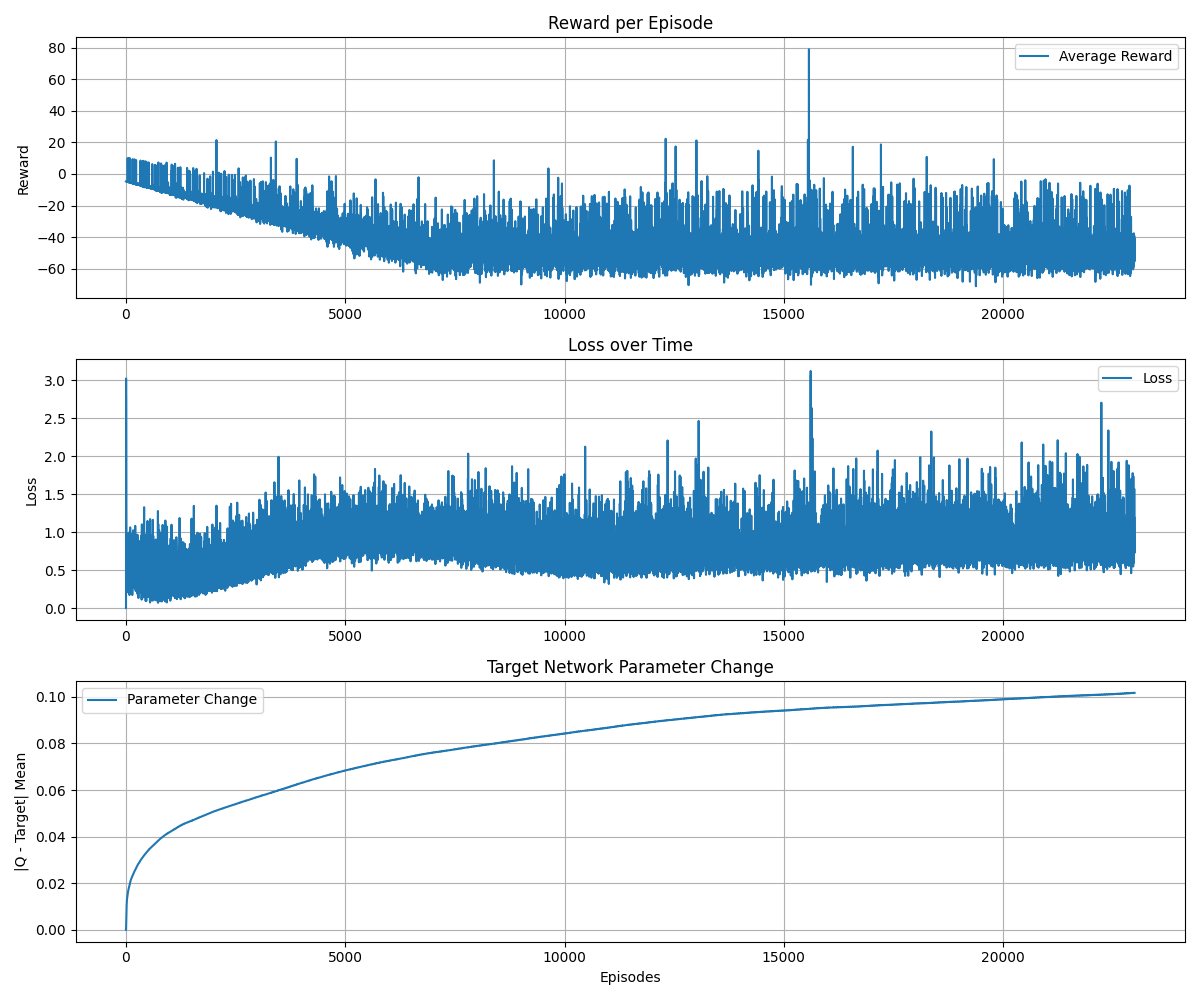 Reward per Episode
80
60
40
20
0
−20
−40
−60
Reward
Average Reward
0 5000 10000 15000 20000
Loss over Time
3.0
2.5
2.0
1.5
1.0
0.5
0.0
Loss
Loss
0 5000 10000 15000 20000
Target Network Parameter Change
0.10
0.08
0.06
0.04
0.02
0.00
|Q - Target| Mean
Parameter Change
0 5000 10000 15000 20000
Episodes